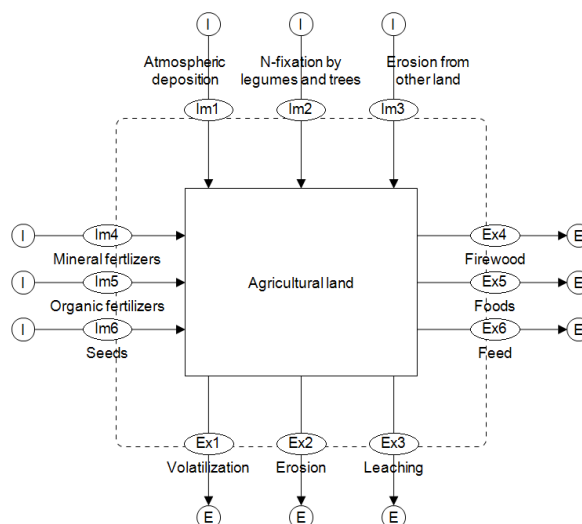 I I I
Atmospheric deposition
N-fixation by legumes and trees
Erosion from other land
Im1 Im2 Im3
I Im4 Ex4 E
Mineral fertlizers Firewood
I Im5 Agricultural land Ex5 E
Organic fertilizers Foods
I Im6 Ex6 E
Seeds Feed
Ex1 Ex2 Ex3
Volatilization Erosion Leaching
E E E